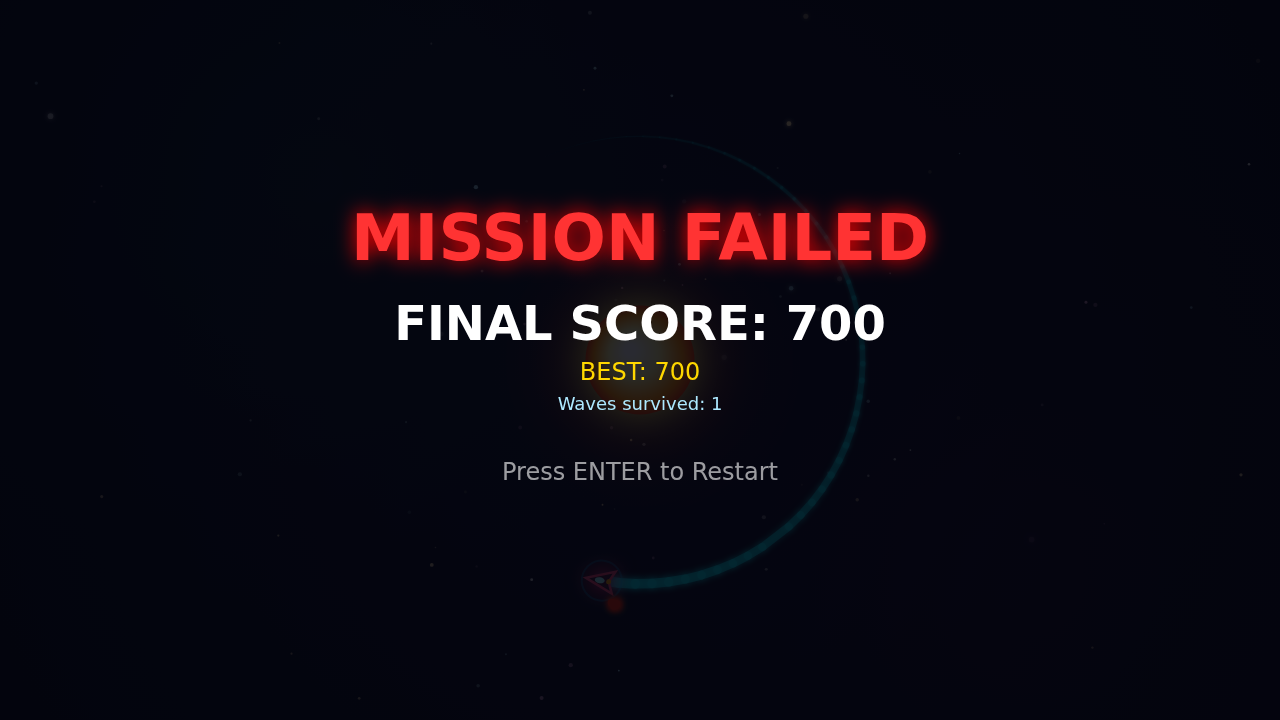 MISSION FAILED
FINAL SCORE: 700
BEST: 700
Waves survived: 1
Press ENTER to Restart